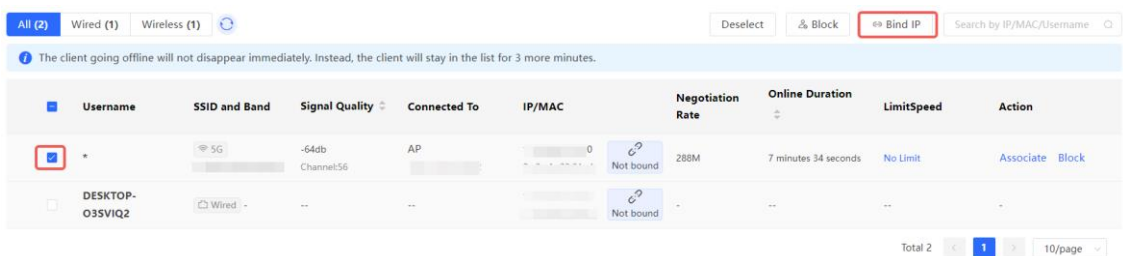 All (2) Wired (1) Wireless (1) Deselect Block Bind IP Search by IP/MAC/Username
The client going offline will not disappear immediately. Instead, the client will stay in the list for 3 more minutes.
Username SSID and Band Signal Quality Connected To IP/MAC Negotiation Rate Online Duration LimitSpeed Action
* 5G -64db AP 0 Not bound 288M 7 minutes 34 seconds No Limit Associate Block
Channel:56
DESKTOP-O3SVIQ2 Wired - -- -- Not bound - -- -- -
Total 2 < 1 > 10/page